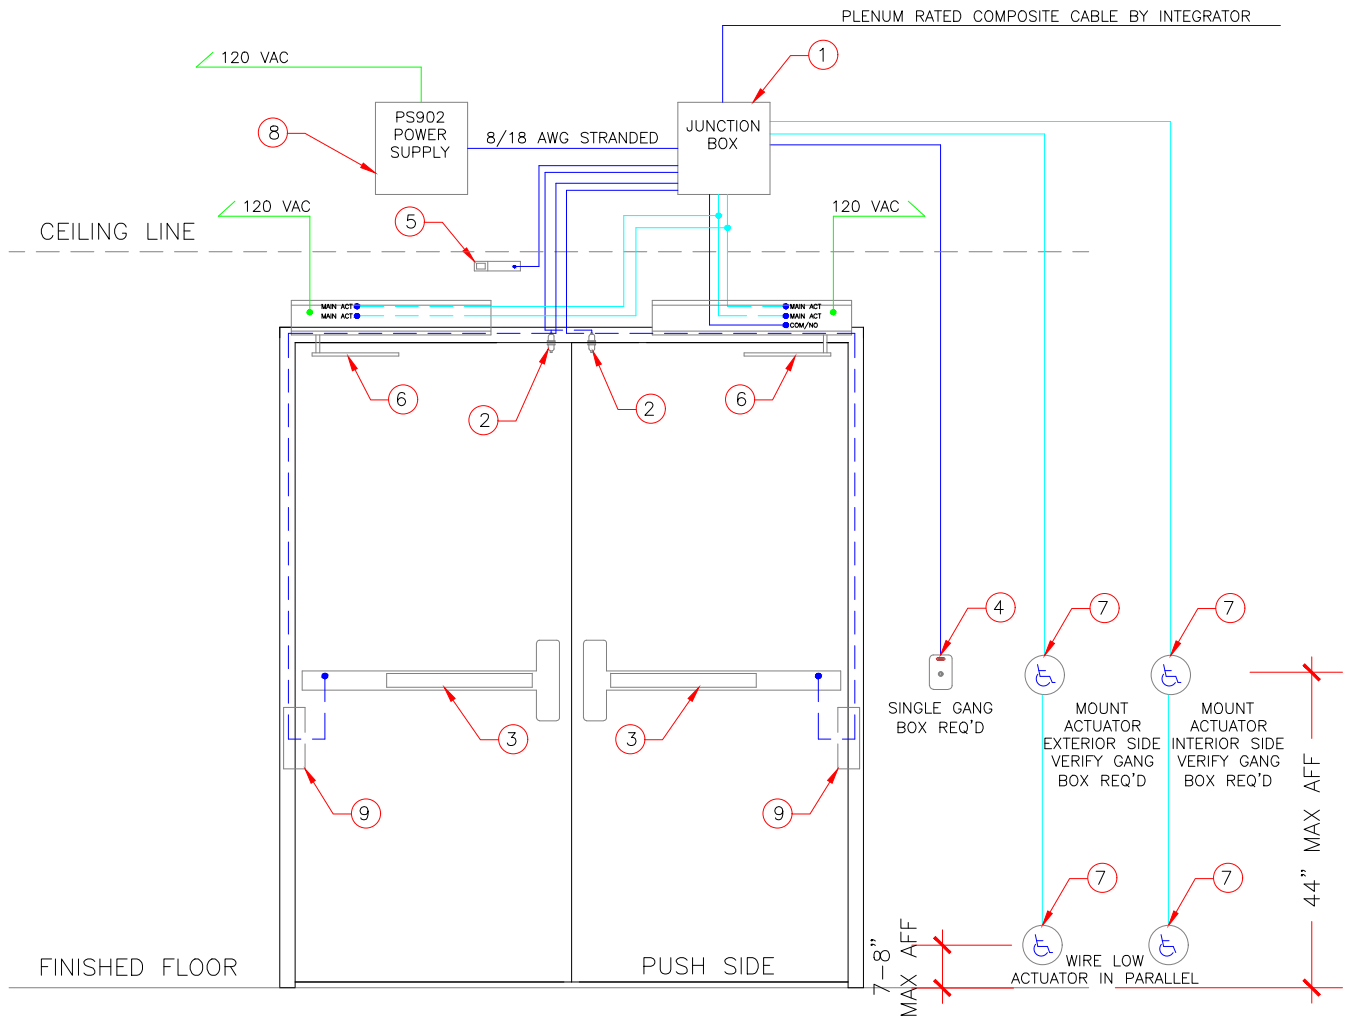 PLENUM RATED COMPOSITE CABLE BY INTEGRATOR
120 VAC
1
PS902
POWER
SUPPLY
8
8/18 AWG STRANDED
JUNCTION
BOX
120 VAC
120 VAC
5
CEILING LINE
MAIN ACT
MAIN ACT
MAIN ACT
MAIN ACT
COM/NO
6
2
2
6
4
7
7
3
3
SINGLE GANG
BOX REQ'D
MOUNT
ACTUATOR
EXTERIOR SIDE
VERIFY GANG
BOX REQ'D
MOUNT
ACTUATOR
INTERIOR SIDE
VERIFY GANG
BOX REQ'D
44" MAX AFF
9
9
7
7
7-8"
MAX AFF
FINISHED FLOOR
PUSH SIDE
WIRE LOW
ACTUATOR IN PARALLEL